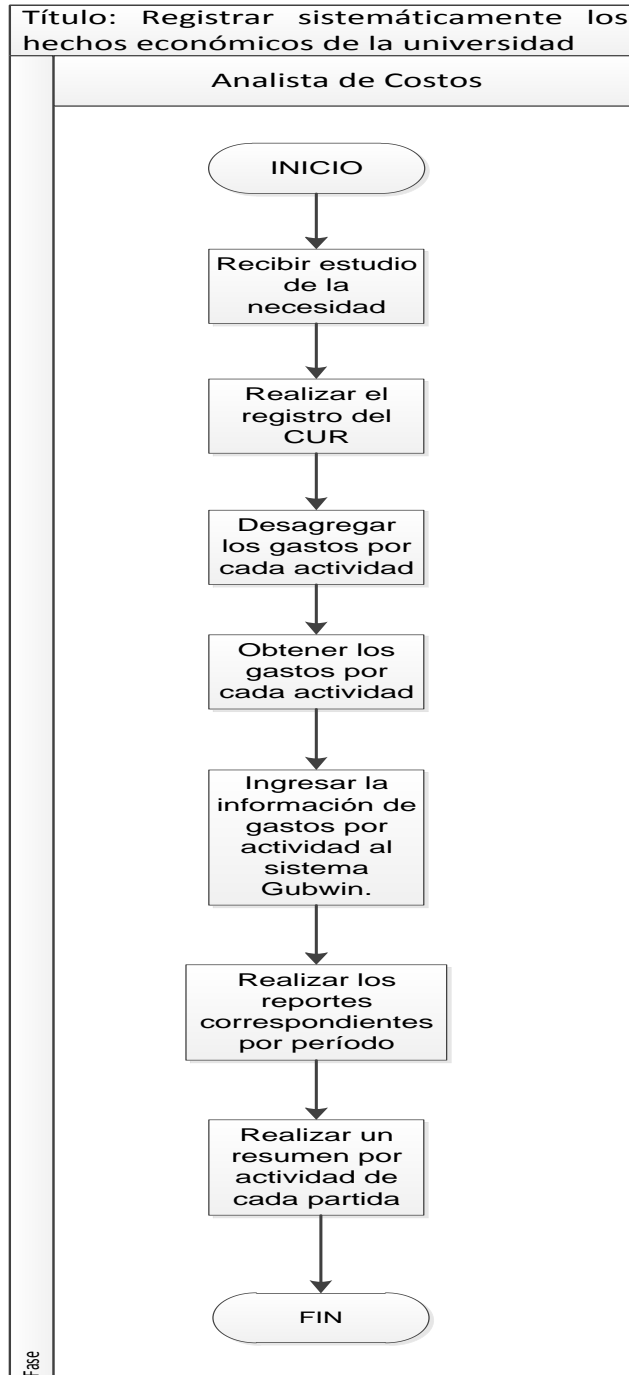 Título: Registrar sistemáticamente los
hechos económicos de la universidad
Analista de Costos
INICIO
Recibir estudio
de la
necesidad
Realizar el
registro del
CUR
Desagregar
los gastos por
cada actividad
Obtener los
gastos por
cada actividad
Ingresar la
información de
gastos por
actividad al
sistema
Gubwin.
Realizar los
reportes
correspondientes
por período
Realizar un
resumen por
actividad de
cada partida
FIN
Fase